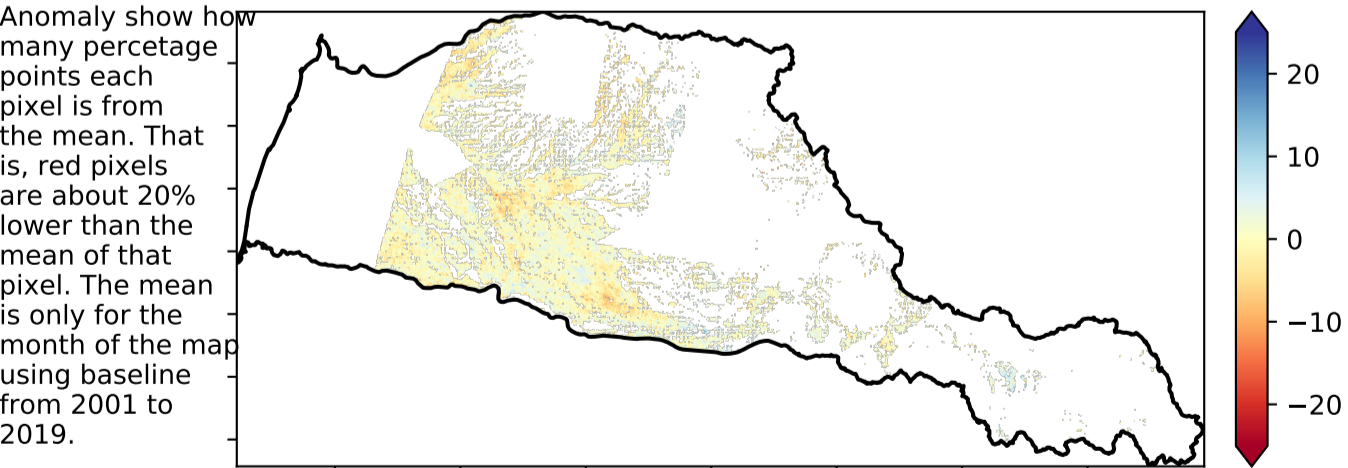 Anomaly show how
many percetage
points each
pixel is from
the mean. That
is, red pixels
are about 20%
lower than the
mean of that
pixel. The mean
is only for the
month of the map
using baseline
from 2001 to
2019.
20
10
0
−10
−20